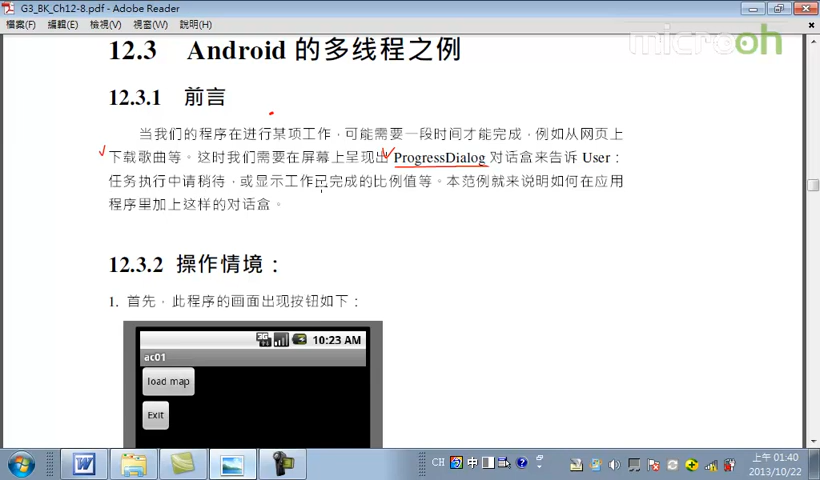 G3_BK_Ch12-8.pdf - Adobe Reader
檔案(F) 編輯(E) 檢視(V) 視窗(W) 說明(H)
microoh
12.3 Android 的多线程之例
12.3.1 前言
当我们的程序在进行某项工作，可能需要一段时间才能完成，例如从网页上
下载歌曲等。这时我们需要在屏幕上呈现出 ProgressDialog 对话盒来告诉 User：
任务执行中请稍待，或显示工作已完成的比例值等。本范例就来说明如何在应用
程序里加上这样的对话盒。
12.3.2 操作情境：
1. 首先，此程序的画面出现按钮如下：
3G 10:23 AM
ac01
load map
Exit
CH 中 上午 01:40
2013/10/22